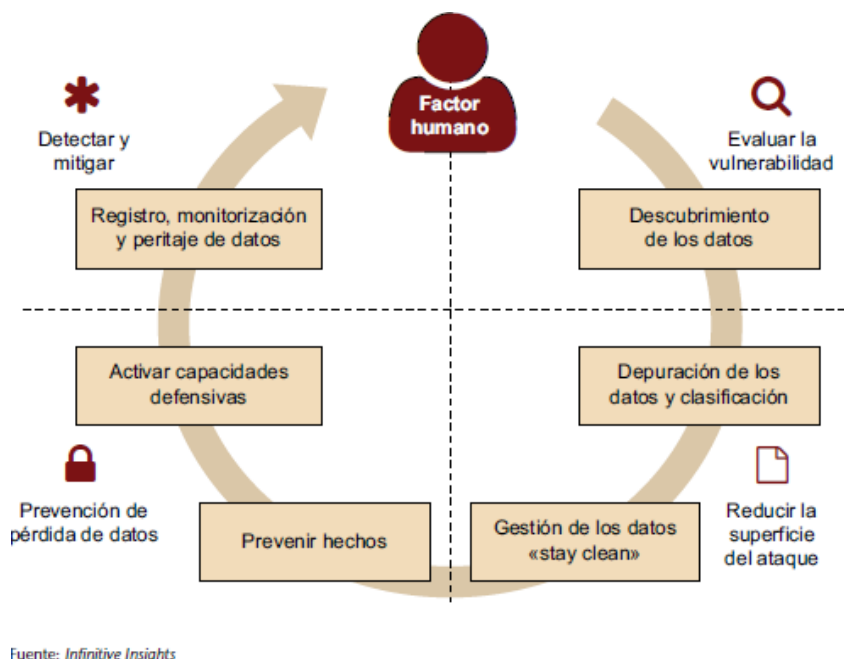 Factor
humano
Detectar y
mitigar
Evaluar la
vulnerabilidad
Registro, monitorización
y peritaje de datos
Descubrimiento
de los datos
Activar capacidades
defensivas
Depuración de los
datos y clasificación
Prevención de
pérdida de datos
Prevenir hechos
Gestión de los datos
«stay clean»
Reducir la
superficie
del ataque
Fuente: Infinitive Insights